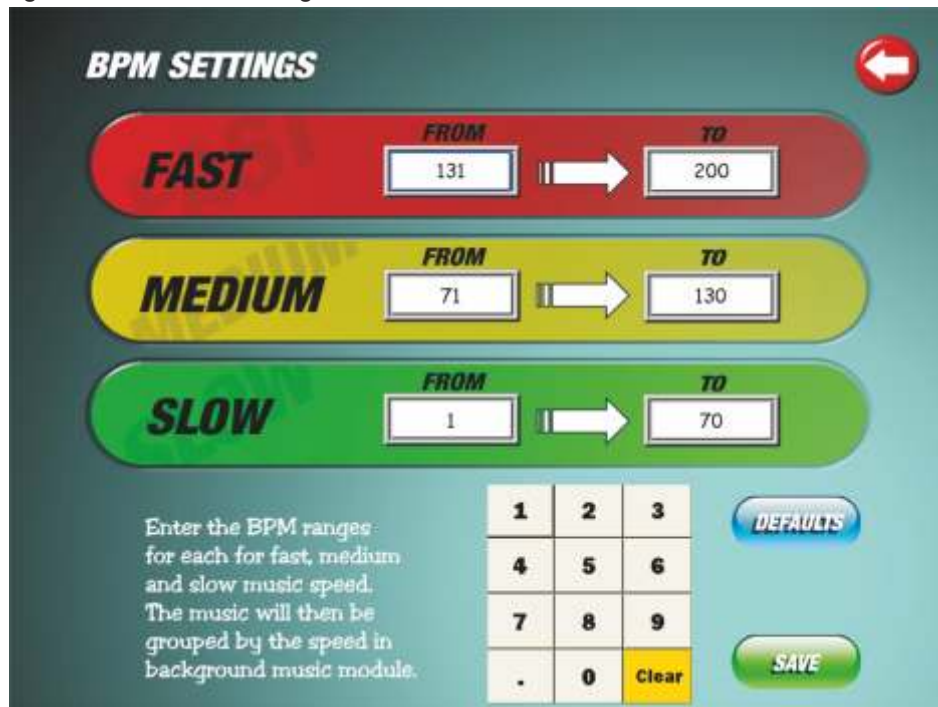 BPM SETTINGS
FROM TO
FAST 131 200
FROM TO
MEDIUM 71 130
FROM TO
SLOW 1 70
Enter the BPM ranges
for each for fast, medium
and slow music speed.
The music will then be
grouped by the speed in
background music module.
1 2 3
4 5 6
7 8 9
. 0 Clear
DEFAULTS
SAVE